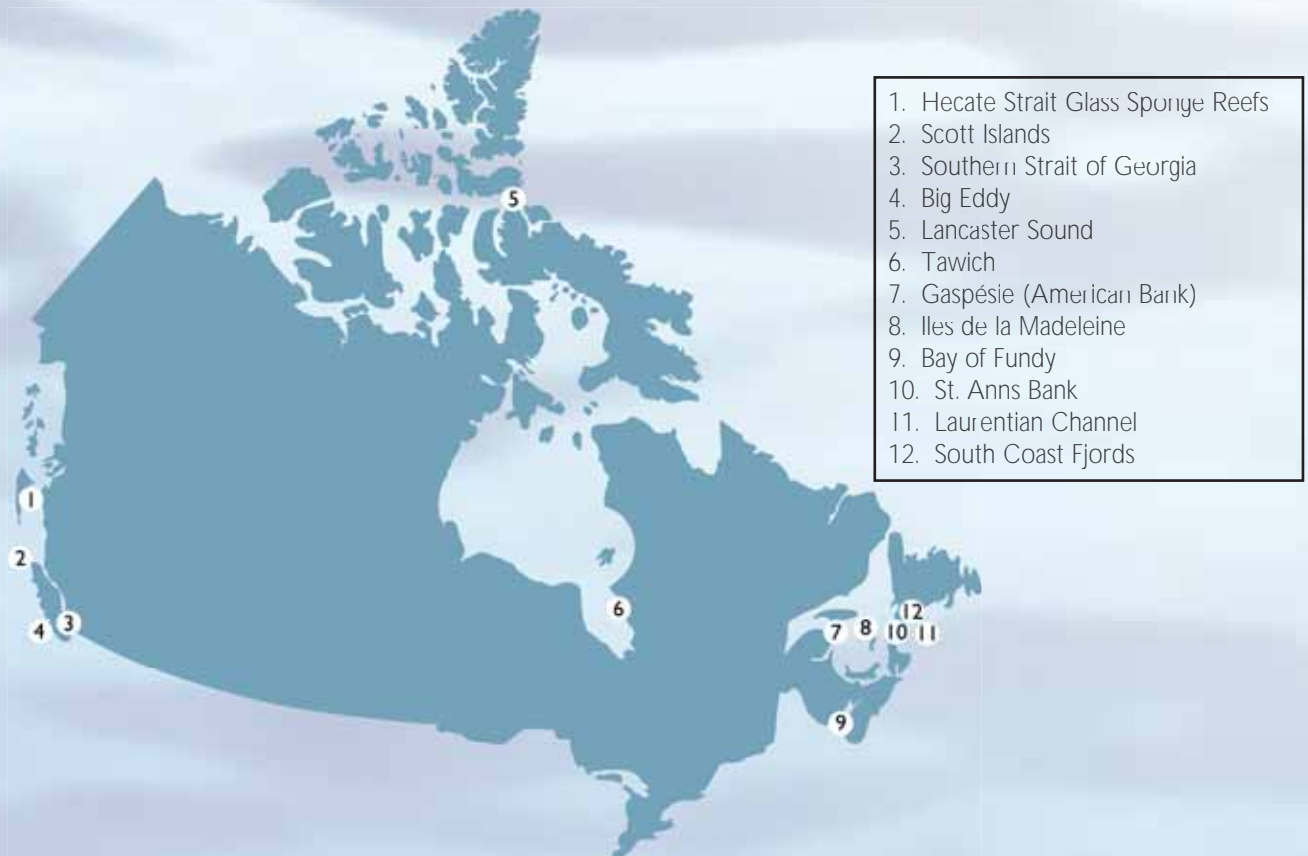 1. Hecate Strait Glass Sponge Reefs
2. Scott Islands
3. Southern Strait of Georgia
4. Big Eddy
5. Lancaster Sound
6. Tawich
7. Gaspésie (American Bank)
8. Iles de la Madeleine
9. Bay of Fundy
10. St. Anns Bank
11. Laurentian Channel
12. South Coast Fjords
5
1
2
3
4
6
7
8
12
10
11
9